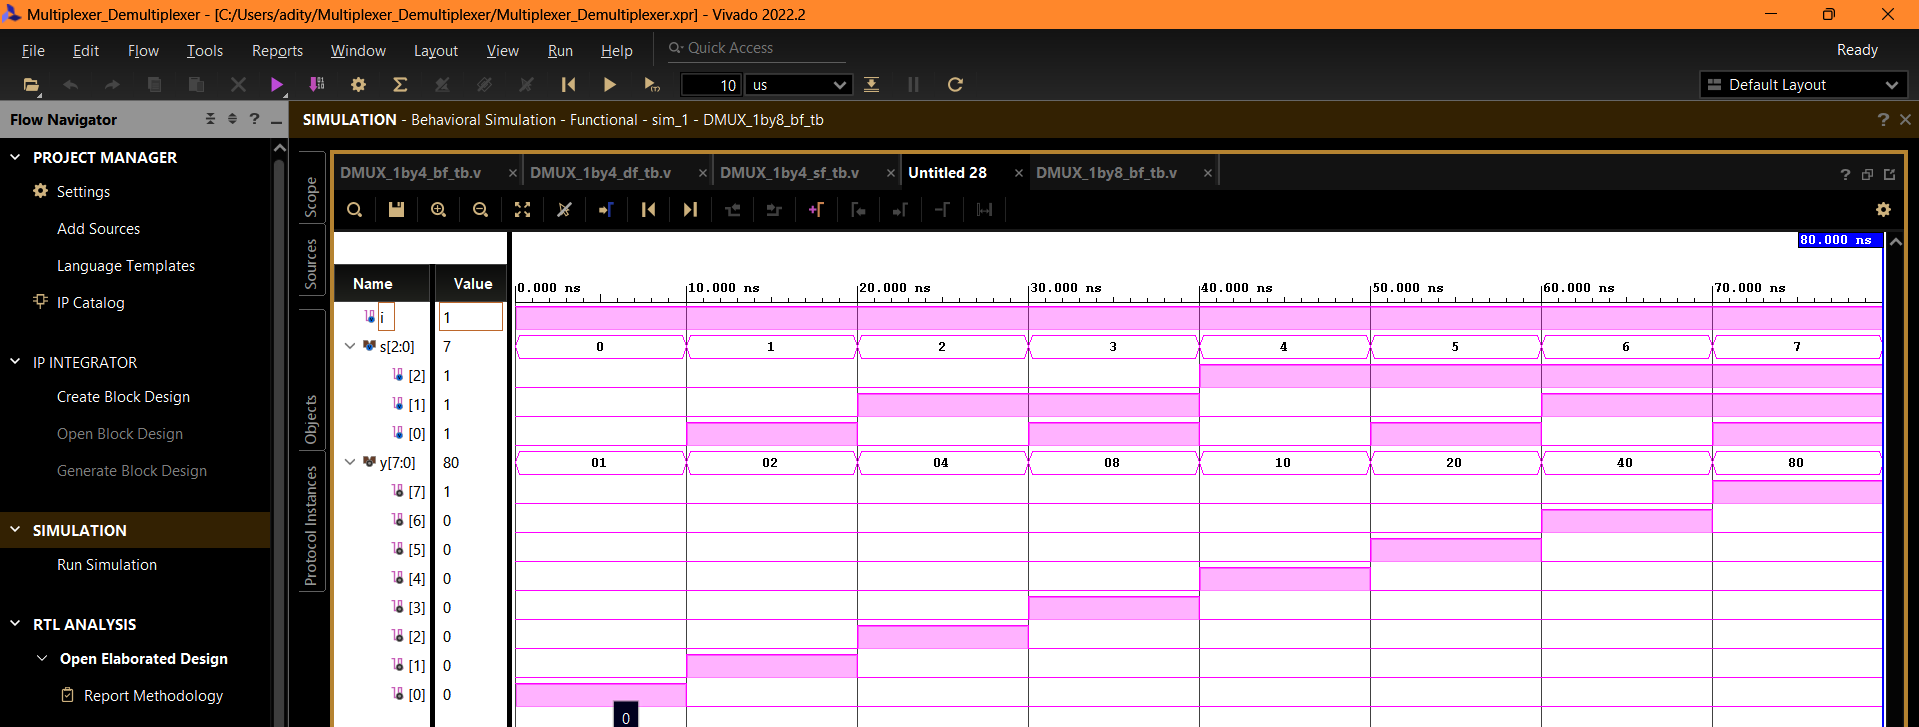 Multiplexer_Demultiplexer - [C:/Users/adity/Multiplexer_Demultiplexer/Multiplexer_Demultiplexer.xpr] - Vivado 2022.2
File Edit Flow Tools Reports Window Layout View Run Help Quick Access Ready
10 us Default Layout
Flow Navigator
SIMULATION - Behavioral Simulation - Functional - sim_1 - DMUX_1by8_bf_tb
PROJECT MANAGER
Settings
Add Sources
Language Templates
IP Catalog
IP INTEGRATOR
Create Block Design
Open Block Design
Generate Block Design
SIMULATION
Run Simulation
RTL ANALYSIS
Open Elaborated Design
Report Methodology
Scope
Sources
Objects
Protocol Instances
DMUX_1by4_bf_tb.v DMUX_1by4_df_tb.v DMUX_1by4_sf_tb.v Untitled 28 DMUX_1by8_bf_tb.v
80.000 ns
Name Value 0.000 ns 10.000 ns 20.000 ns 30.000 ns 40.000 ns 50.000 ns 60.000 ns 70.000 ns
i 1
s[2:0] 7 0 1 2 3 4 5 6 7
[2] 1
[1] 1
[0] 1
y[7:0] 80 01 02 04 08 10 20 40 80
[7] 1
[6] 0
[5] 0
[4] 0
[3] 0
[2] 0
[1] 0
[0] 0
0